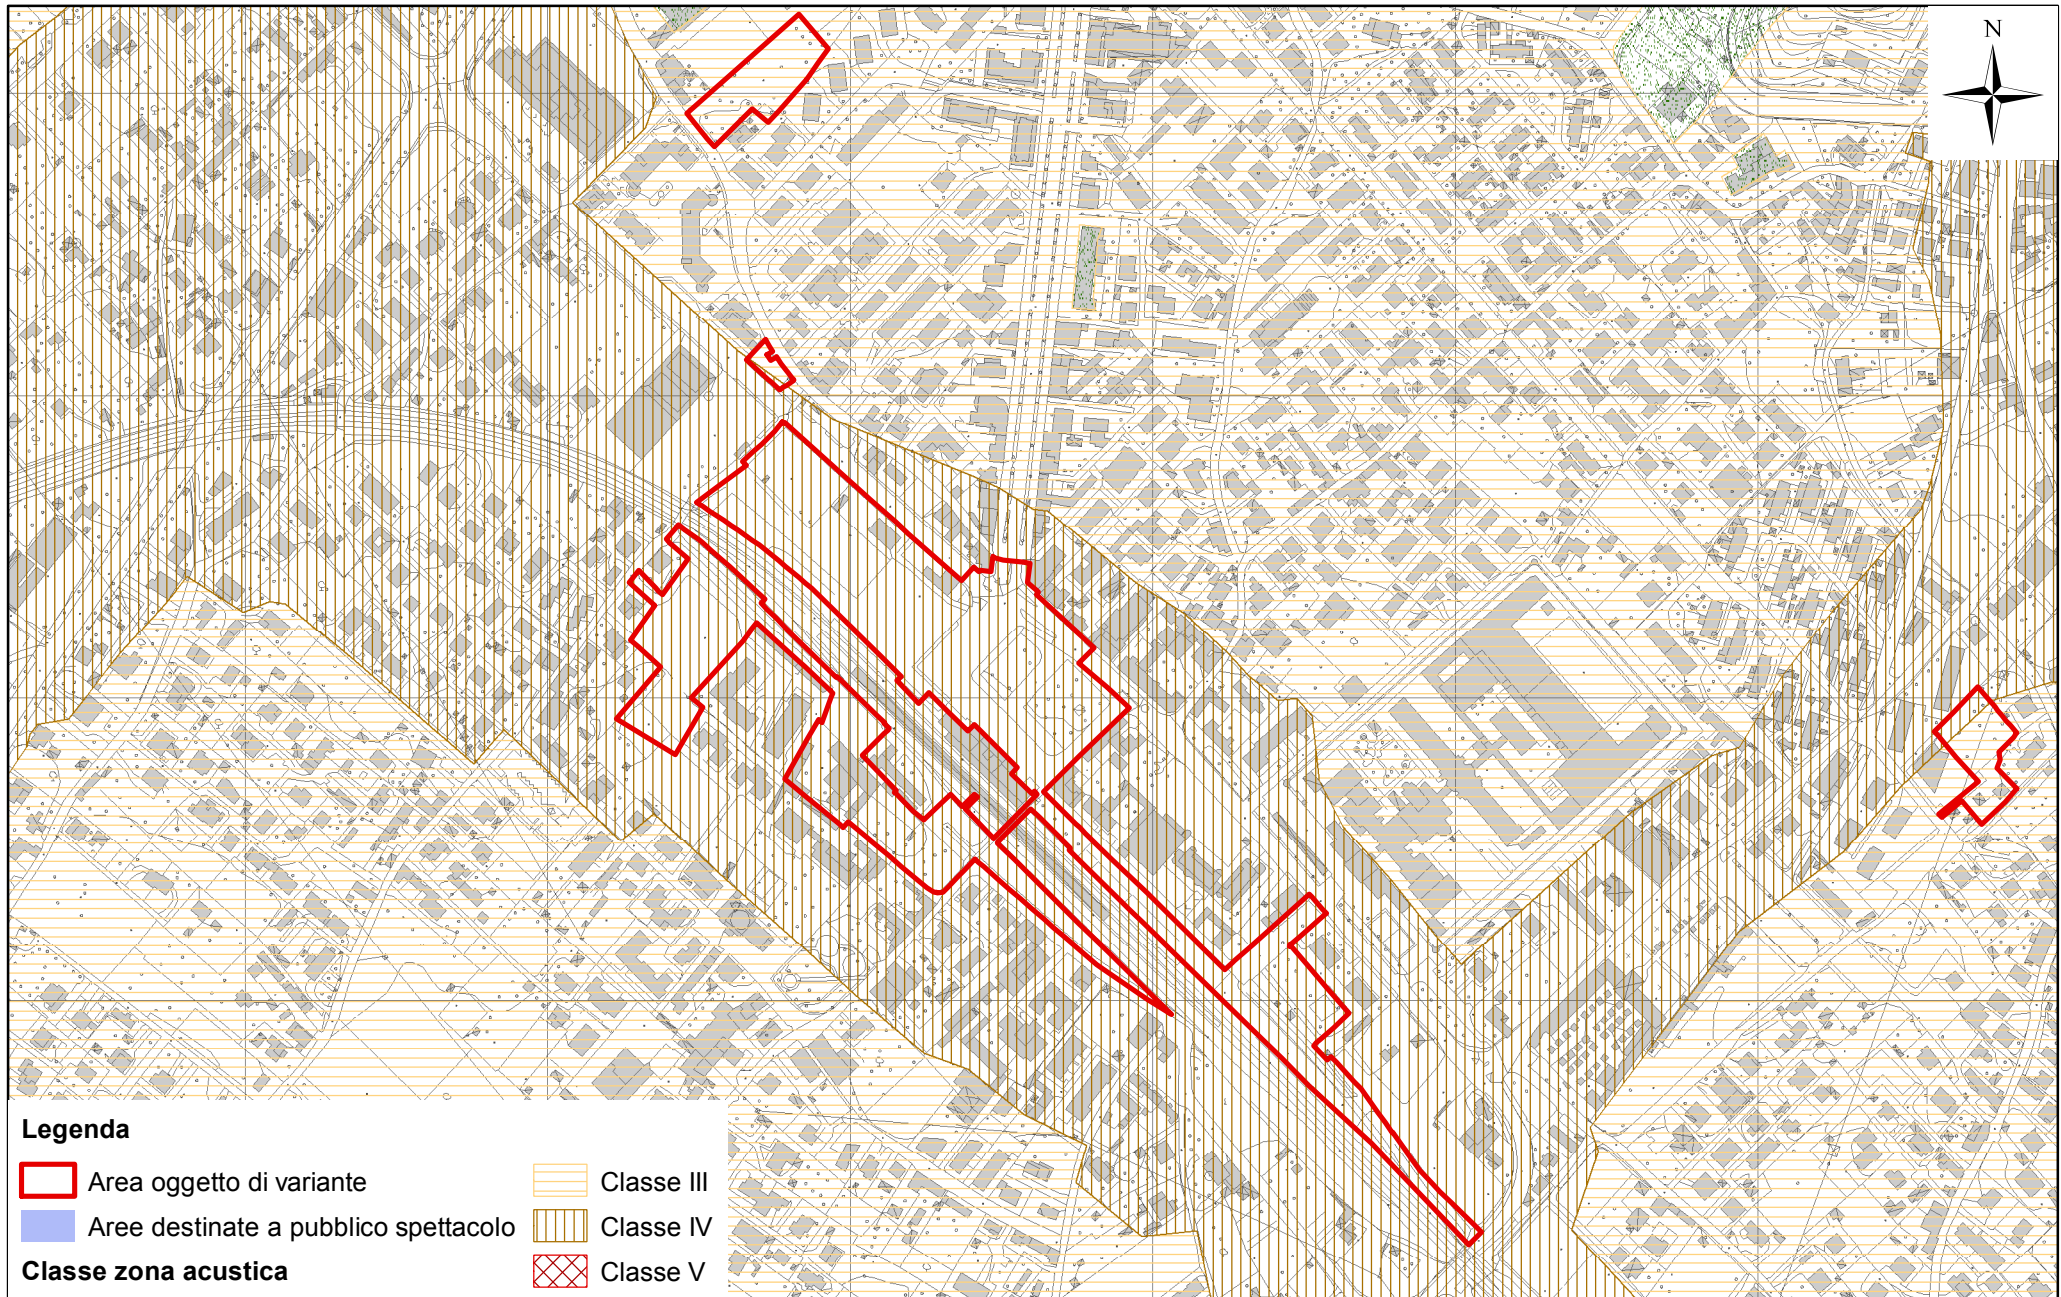 N
Legenda
Area oggetto di variante
Aree destinate a pubblico spettacolo
Classe zona acustica
Classe III
Classe IV
Classe V